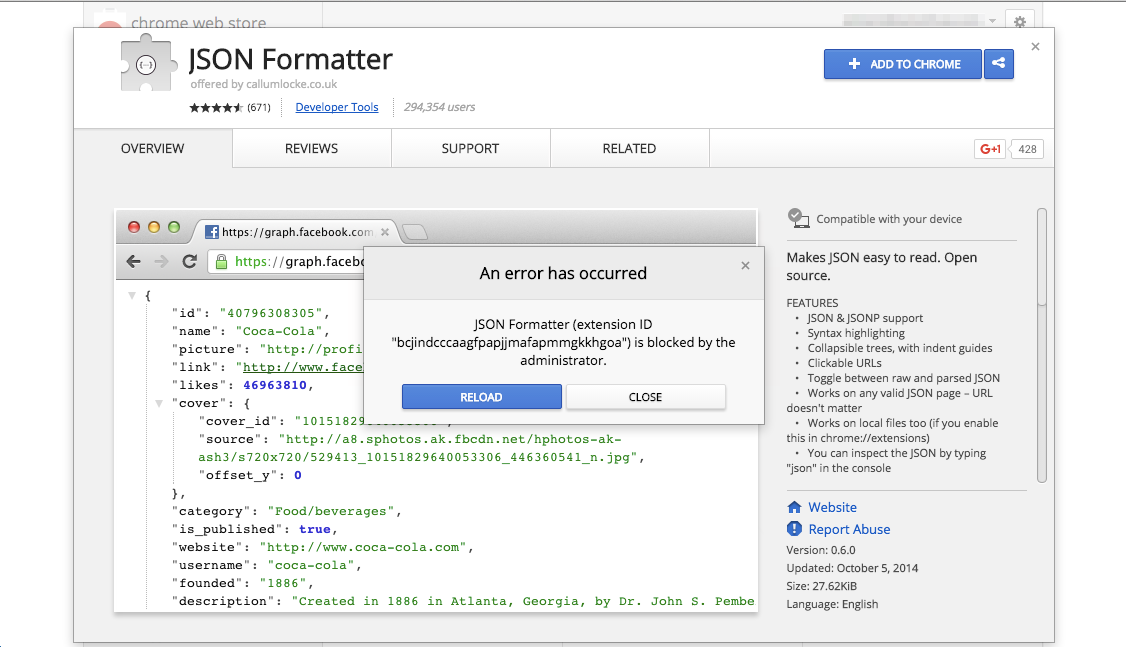 chrome web store
JSON Formatter
offered by callumlocke.co.uk
(671)
Developer Tools
294,354 users
ADD TO CHROME
OVERVIEW
REVIEWS
SUPPORT
RELATED
G+1
428
{--}
https://graph.facebook.com
https://graph.facebo
{
"id": "40796308305",
"name": "Coca-Cola",
"picture": "http://profi
"link": "http://www.face
"likes": 46963810,
"cover": {
"cover_id":
"source": "http://a8.sphotos.ak.fbcdn.net/hphotos-ak-
ash3/s720x720/529413_10151829640053306_446360541_n.jpg",
"offset_y": 0
},
"category": "Food/beverages",
"is_published": true,
"website": "http://www.coca-cola.com",
"username": "coca-cola",
"founded": "1886",
"description": "Created in 1886 in Atlanta, Georgia, by Dr. John S. Pembe
An error has occurred
JSON Formatter (extension ID
"bcjindcccaagfpapjjmafapmmgkkhgoa") is blocked by the
administrator.
RELOAD
CLOSE
Compatible with your device
Makes JSON easy to read. Open
source.
FEATURES
• JSON & JSONP support
• Syntax highlighting
• Collapsible trees, with indent guides
• Clickable URLs
• Toggle between raw and parsed JSON
• Works on any valid JSON page – URL
doesn't matter
• Works on local files too (if you enable
this in chrome://extensions)
• You can inspect the JSON by typing
"json" in the console
Website
Report Abuse
Version: 0.6.0
Updated: October 5, 2014
Size: 27.62KiB
Language: English